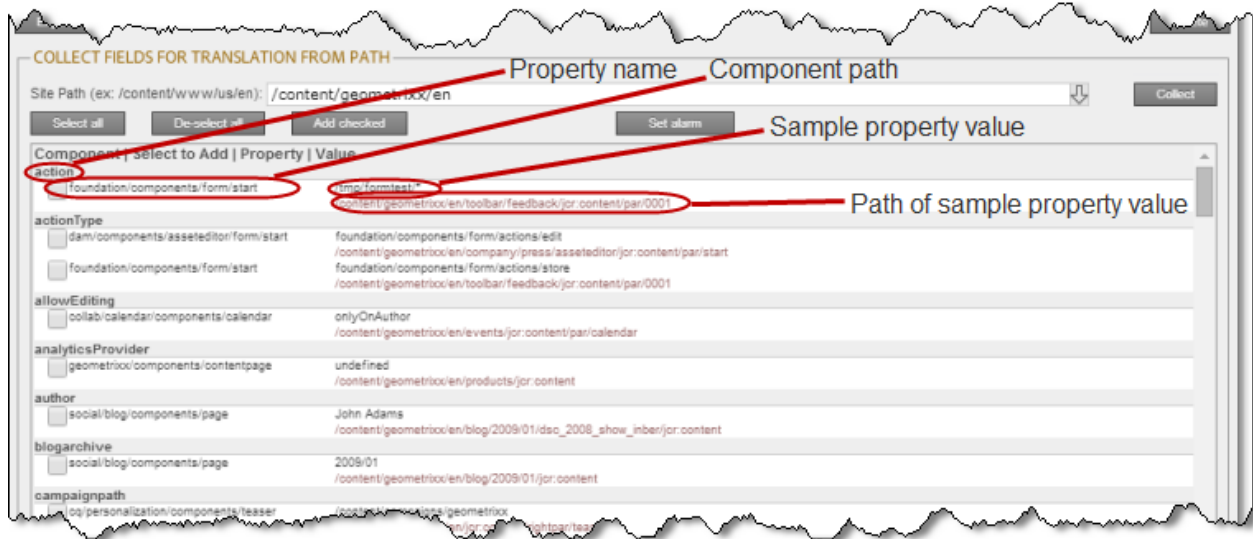 COLLECT FIELDS FOR TRANSLATION FROM PATH
Property name
Component path
Site Path (ex: /content/www/us/en): /content/geometrixx/en
Collect
Select all
De-select all
Add checked
Set alarm
Sample property value
Component | Select to Add | Property | Value
action
foundation/components/form/start
/tmp/formtest/*
/content/geometrixx/en/toolbar/feedback/jcr:content/par/0001
Path of sample property value
actionType
dam/components/asseteditor/form/start
foundation/components/form/actions/edit
/content/geometrixx/en/company/press/asseteditor/jcr:content/par/start
foundation/components/form/start
foundation/components/form/actions/store
/content/geometrixx/en/toolbar/feedback/jcr:content/par/0001
allowEditing
collab/calendar/components/calendar
onlyOnAuthor
/content/geometrixx/en/events/jcr:content/par/calendar
analyticsProvider
geometrixx/components/contentpage
undefined
/content/geometrixx/en/products/jcr:content
author
social/blog/components/page
John Adams
/content/geometrixx/en/blog/2009/01/dsc_2008_show_inber/jcr:content
blogarchive
social/blog/components/page
2009/01
/content/geometrixx/en/blog/2009/01/jcr:content
campaignpath
cq/personalization/components/teaser